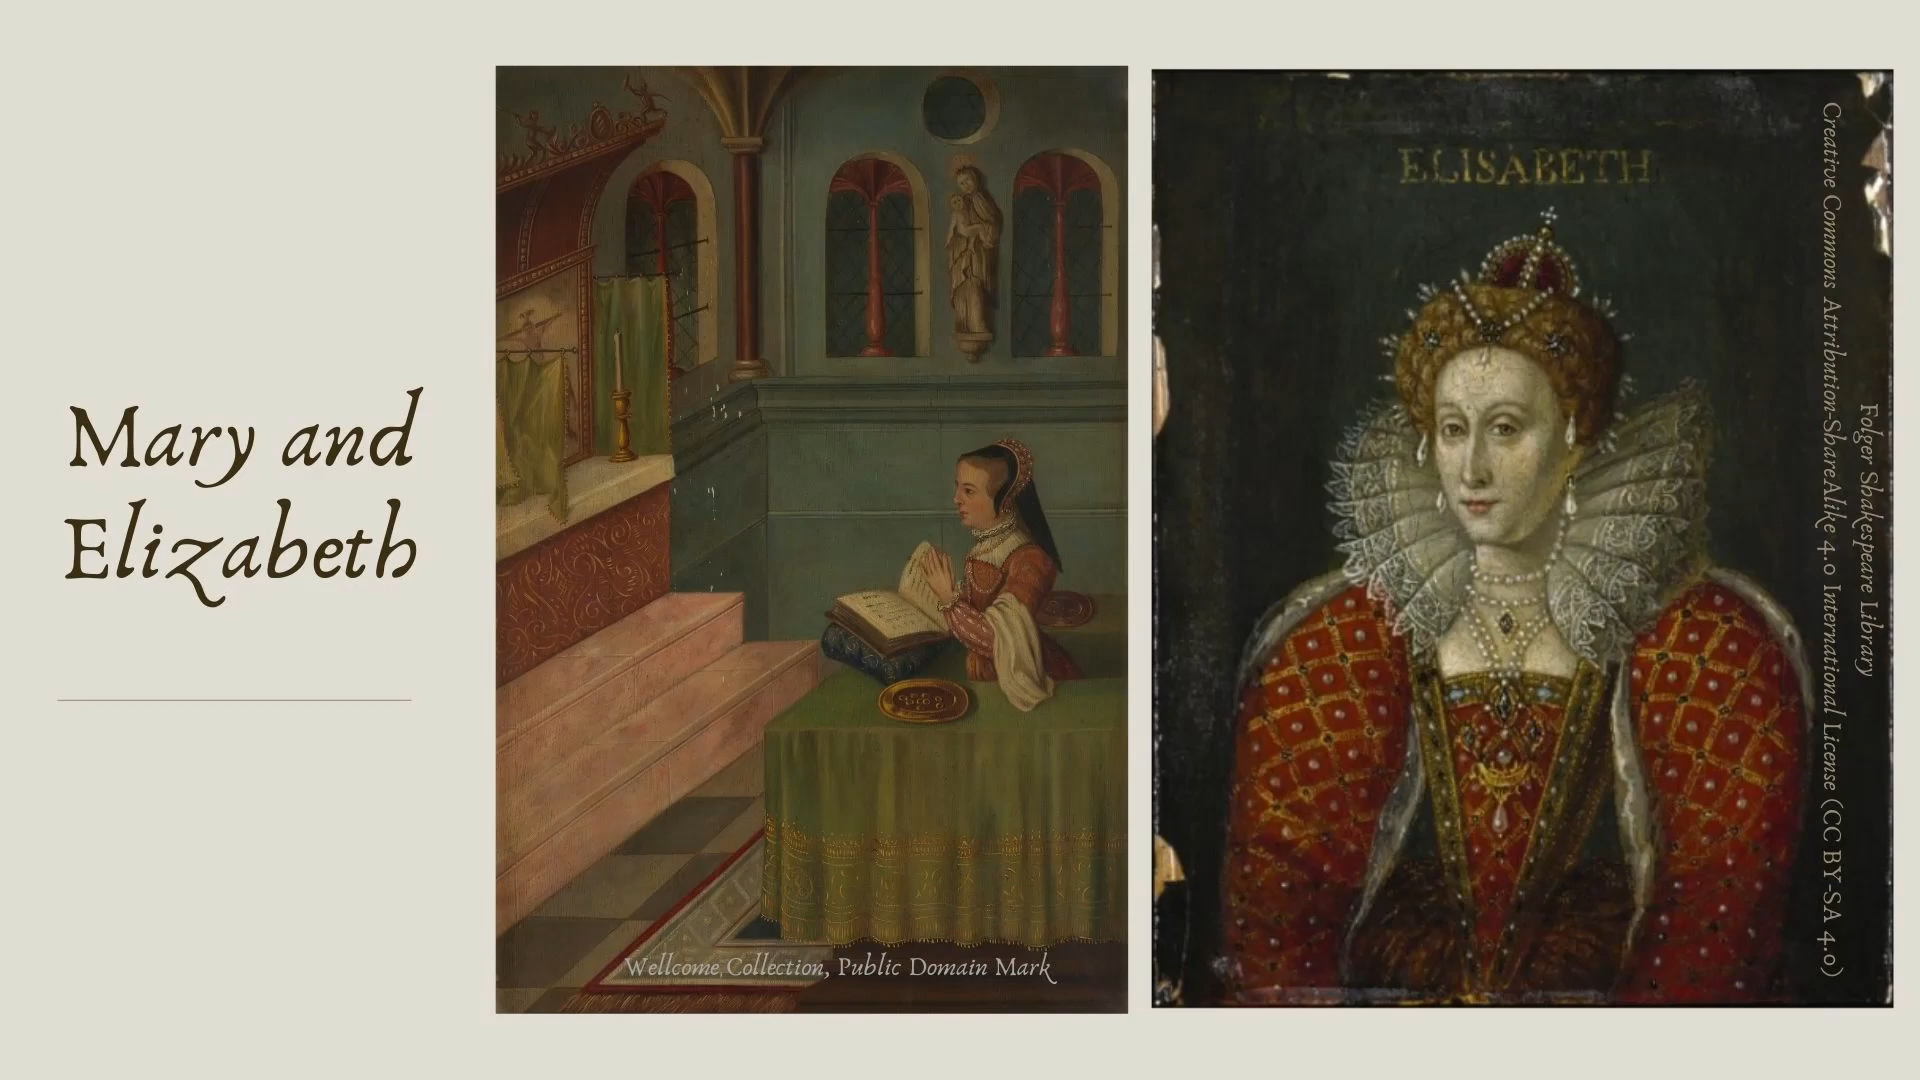 Mary and
Elizabeth
Wellcome Collection, Public Domain Mark
ELISABETH
Folger Shakespeare Library
Creative Commons Attribution-ShareAlike 4.0 International License (CC BY-SA 4.0)